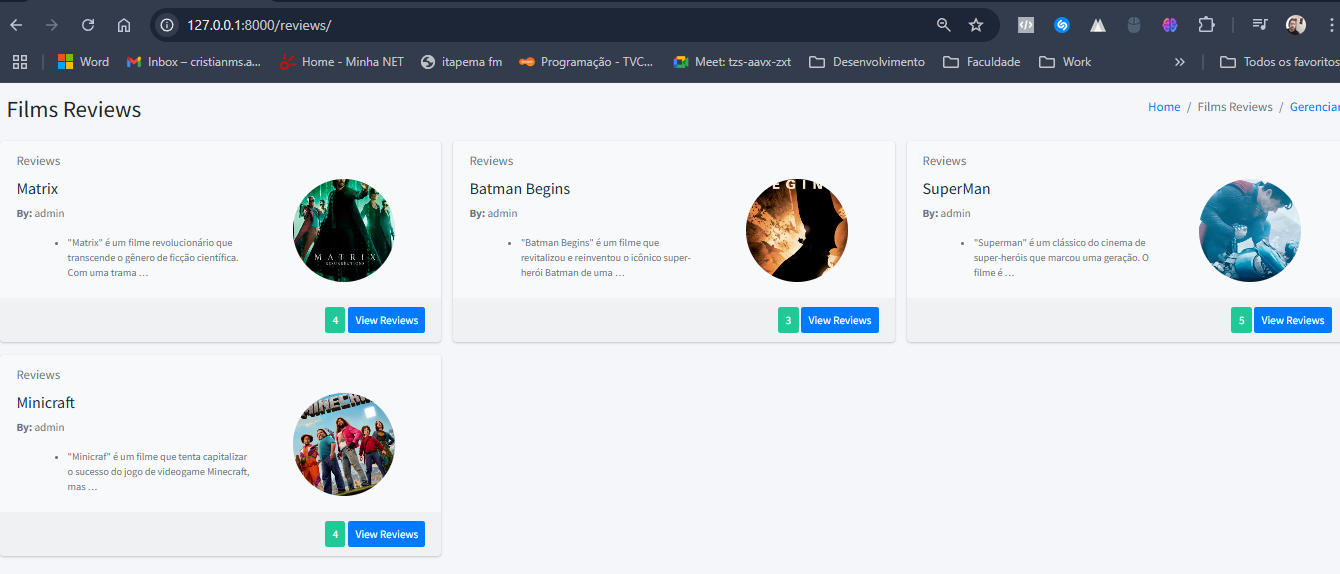 127.0.0.1:8000/reviews/
Word
Inbox – cristianms.a...
Home - Minha NET
itapema fm
Programação - TVC...
Meet: tzs-aavx-zxt
Desenvolvimento
Faculdade
Work
»
Todos os favoritos
Films Reviews
Home / Films Reviews / Gerenciar
Reviews
Matrix
By: admin
• "Matrix" é um filme revolucionário que
transcende o gênero de ficção científica.
Com uma trama …
MATRIX
RESURRECTIONS
4 View Reviews
Reviews
Batman Begins
By: admin
• "Batman Begins" é um filme que
revitalizou e reinventou o icônico super-
herói Batman de uma …
EGIN
3 View Reviews
Reviews
SuperMan
By: admin
• "Superman" é um clássico do cinema de
super-heróis que marcou uma geração. O
filme é …
5 View Reviews
Reviews
Minicraft
By: admin
• "Minicraf" é um filme que tenta capitalizar
o sucesso do jogo de videogame Minecraft,
mas …
MINECR
4 View Reviews